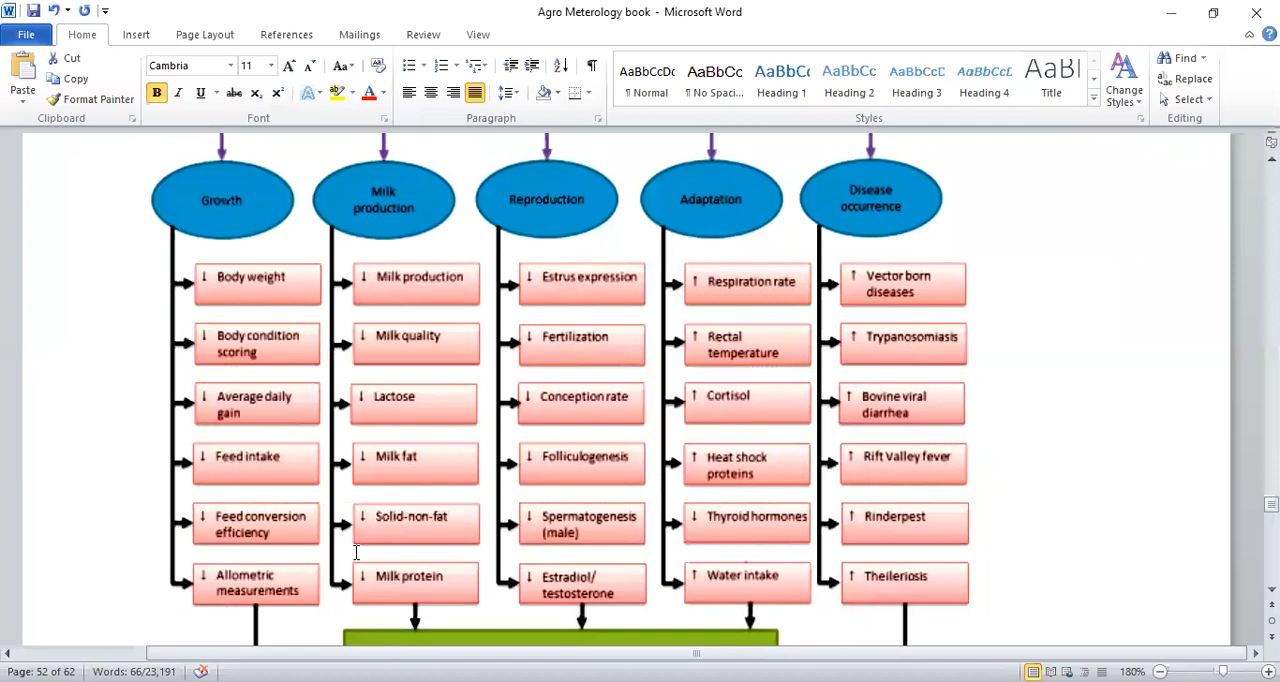 Agro Meterology book - Microsoft Word
File Home Insert Page Layout References Mailings Review View
Paste
Cut
Copy
Format Painter
Clipboard
Cambria 11
Font
Paragraph
AaBbCcDc AaBbCc AaBbCc AaBbCc AaBbCcD AaBbCcD AaBl
¶ Normal ¶ No Spaci... Heading 1 Heading 2 Heading 3 Heading 4 Title
Styles
Change
Styles
Find
Replace
Select
Editing
Growth
↓ Body weight
↓ Body condition
scoring
↓ Average daily
gain
↓ Feed intake
↓ Feed conversion
efficiency
↓ Allometric
measurements
Milk
production
↓ Milk production
↓ Milk quality
↓ Lactose
↓ Milk fat
↓ Solid-non-fat
↓ Milk protein
Reproduction
↓ Estrus expression
↓ Fertilization
↓ Conception rate
↓ Folliculogenesis
↓ Spermatogenesis
(male)
↓ Estradiol/
testosterone
Adaptation
↑ Respiration rate
↑ Rectal
temperature
↑ Cortisol
↑ Heat shock
proteins
↓ Thyroid hormones
↑ Water intake
Disease
occurrence
↑ Vector born
diseases
↑ Trypanosomiasis
↑ Bovine viral
diarrhea
↑ Rift Valley fever
↑ Rinderpest
↑ Theileriosis
Page: 52 of 62 Words: 66/23,191 180%